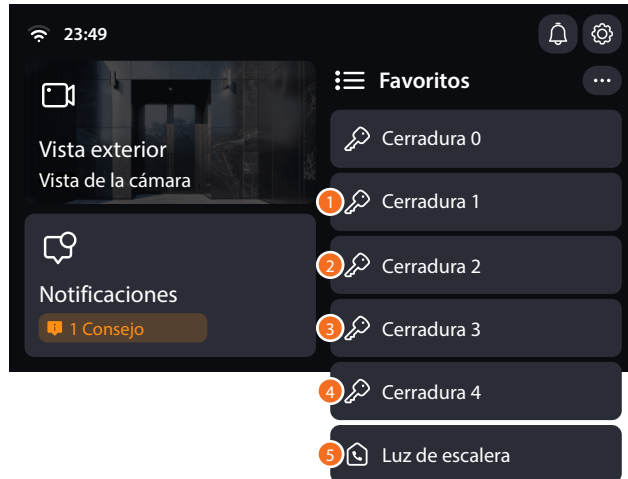 23:49
Vista exterior
Vista de la cámara
Notificaciones
1 Consejo
Favoritos
Cerradura 0
1 Cerradura 1
2 Cerradura 2
3 Cerradura 3
4 Cerradura 4
5 Luz de escalera